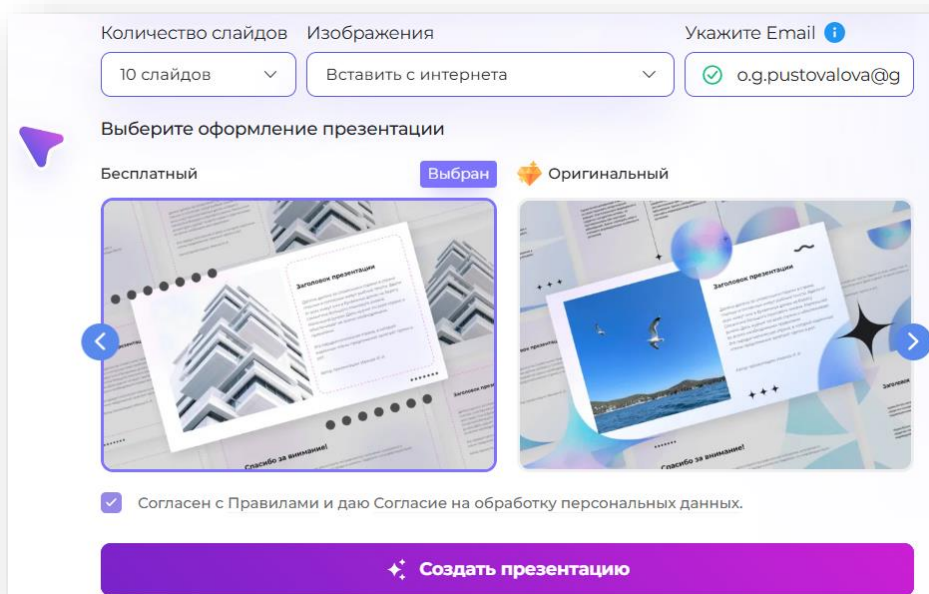 Количество слайдов Изображения Укажите Email
10 слайдов Вставить с интернета o.g.pustovalova@g
Выберите оформление презентации
Бесплатный Выбран Оригинальный
Заголовок презентации Заголовок презентации
Спасибо за внимание! Спасибо за внимание!
Согласен с Правилами и даю Согласие на обработку персональных данных.
Создать презентацию